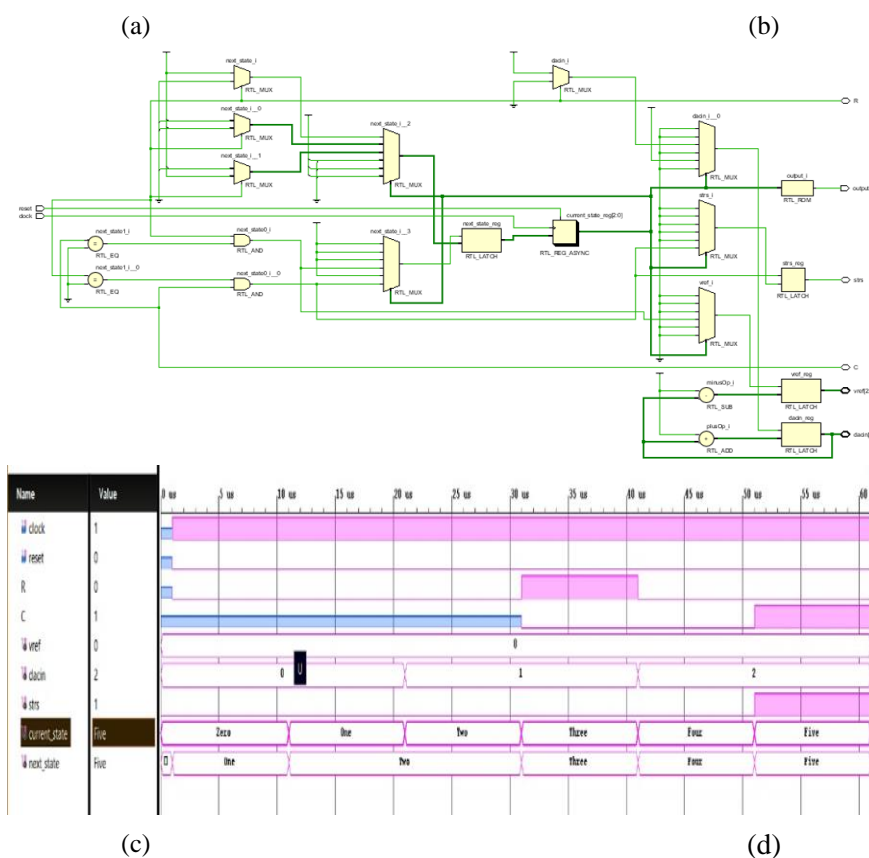 (a) (b)
next_state_i
dacin_i
RTL_MUX
RTL_MUX
R
next_state_i__0
next_state_i__2
dacin_i__0
RTL_MUX
next_state_i__1
RTL_MUX
output_i
output
RTL_MUX
RTL_MUX
RTL_ROM
strs_i
reset
clock
current_state_reg[2:0]
next_state_i__3
next_state_reg
next_state1_i
next_state0_i
RTL_LATCH
RTL_REG_ASYNC
RTL_EQ
RTL_AND
RTL_MUX
strs_reg
strs
next_state1_i__0
next_state0_i__0
RTL_LATCH
RTL_EQ
RTL_AND
RTL_MUX
vref_i
RTL_MUX
C
minusOp_i
vref_reg
vref[2
RTL_SUB
RTL_LATCH
plusOp_i
dacin_reg
dacin[
RTL_ADD
RTL_LATCH
Name Value 0 us 5 us 10 us 15 us 20 us 25 us 30 us 35 us 40 us 45 us 50 us 55 us 60
clock 1
reset 0
R 0
C 1
vref 0 0
dacin 2 0 U 1 2
strs 1
current_state Five Zero One Two Three Four Five
next_state Five One Two Three Four Five
(c) (d)